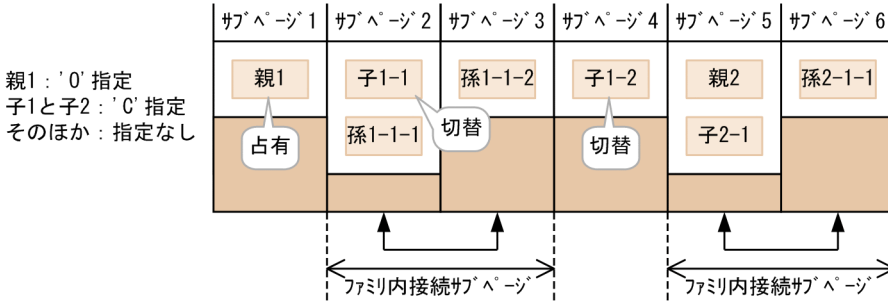 ｻﾌﾞﾍﾟｰｼﾞ1 ｻﾌﾞﾍﾟｰｼﾞ2 ｻﾌﾞﾍﾟｰｼﾞ3 ｻﾌﾞﾍﾟｰｼﾞ4 ｻﾌﾞﾍﾟｰｼﾞ5 ｻﾌﾞﾍﾟｰｼﾞ6
親1：'O'指定
子1と子2：'C'指定
そのほか：指定なし
親1 子1-1 孫1-1-2 子1-2 親2 孫2-1-1
占有 孫1-1-1 切替 切替 子2-1
ﾌｧﾐﾘ内接続ｻﾌﾞﾍﾟｰｼﾞ ﾌｧﾐﾘ内接続ｻﾌﾞﾍﾟｰｼﾞ